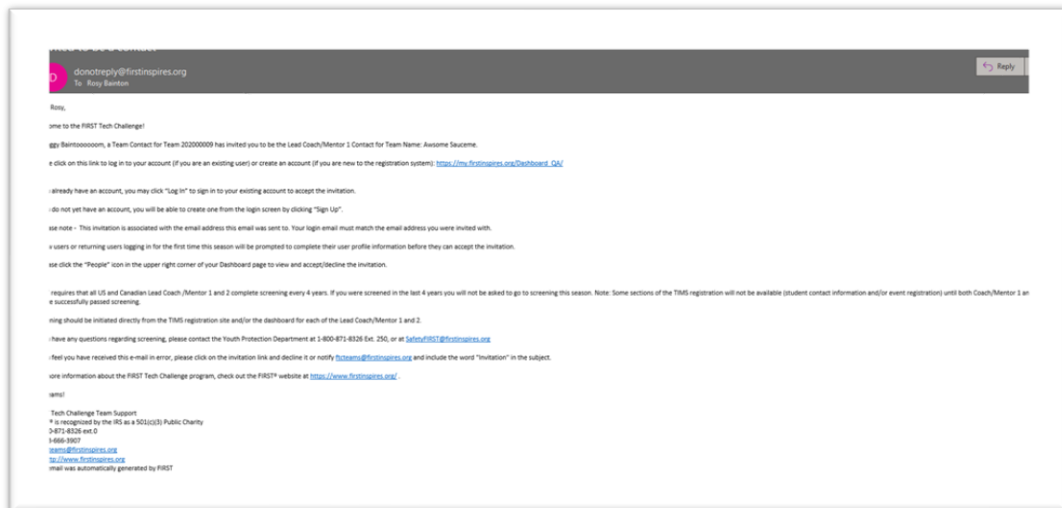 donotreply@firstinspires.org
To Rosy Bainton
Reply
Rosy,
ome to the FIRST Tech Challenge!
ggy Baintoooooom, a Team Contact for Team 202000009 has invited you to be the Lead Coach/Mentor 1 Contact for Team Name: Awsome Sauceme.
e click on this link to log in to your account (if you are an existing user) or create an account (if you are new to the registration system): https://my.firstinspires.org/Dashboard_QA/
already have an account, you may click "Log In" to sign in to your existing account to accept the invitation.
do not yet have an account, you will be able to create one from the login screen by clicking "Sign Up".
ase note - This invitation is associated with the email address this email was sent to. Your login email must match the email address you were invited with.
users or returning users logging in for the first time this season will be prompted to complete their user profile information before they can accept the invitation.
ase click the "People" icon in the upper right corner of your Dashboard page to view and accept/decline the invitation.
requires that all US and Canadian Lead Coach /Mentor 1 and 2 complete screening every 4 years. If you were screened in the last 4 years you will not be asked to go to screening this season. Note: Some sections of the TIMS registration will not be available (student contact information and/or event registration) until both Coach/Mentor 1 an
e successfully passed screening.
ning should be initiated directly from the TIMS registration site and/or the dashboard for each of the Lead Coach/Mentor 1 and 2.
have any questions regarding screening, please contact the Youth Protection Department at 1-800-871-8326 Ext. 250, or at SafetyFIRST@firstinspires.org
feel you have received this e-mail in error, please click on the invitation link and decline it or notify ftcteams@firstinspires.org and include the word "Invitation" in the subject.
ore information about the FIRST Tech Challenge program, check out the FIRST® website at https://www.firstinspires.org/ .
eams!
Tech Challenge Team Support
® is recognized by the IRS as a 501(c)(3) Public Charity
0-871-8326 ext.0
3-666-3907
teams@firstinspires.org
tp://www.firstinspires.org
email was automatically generated by FIRST